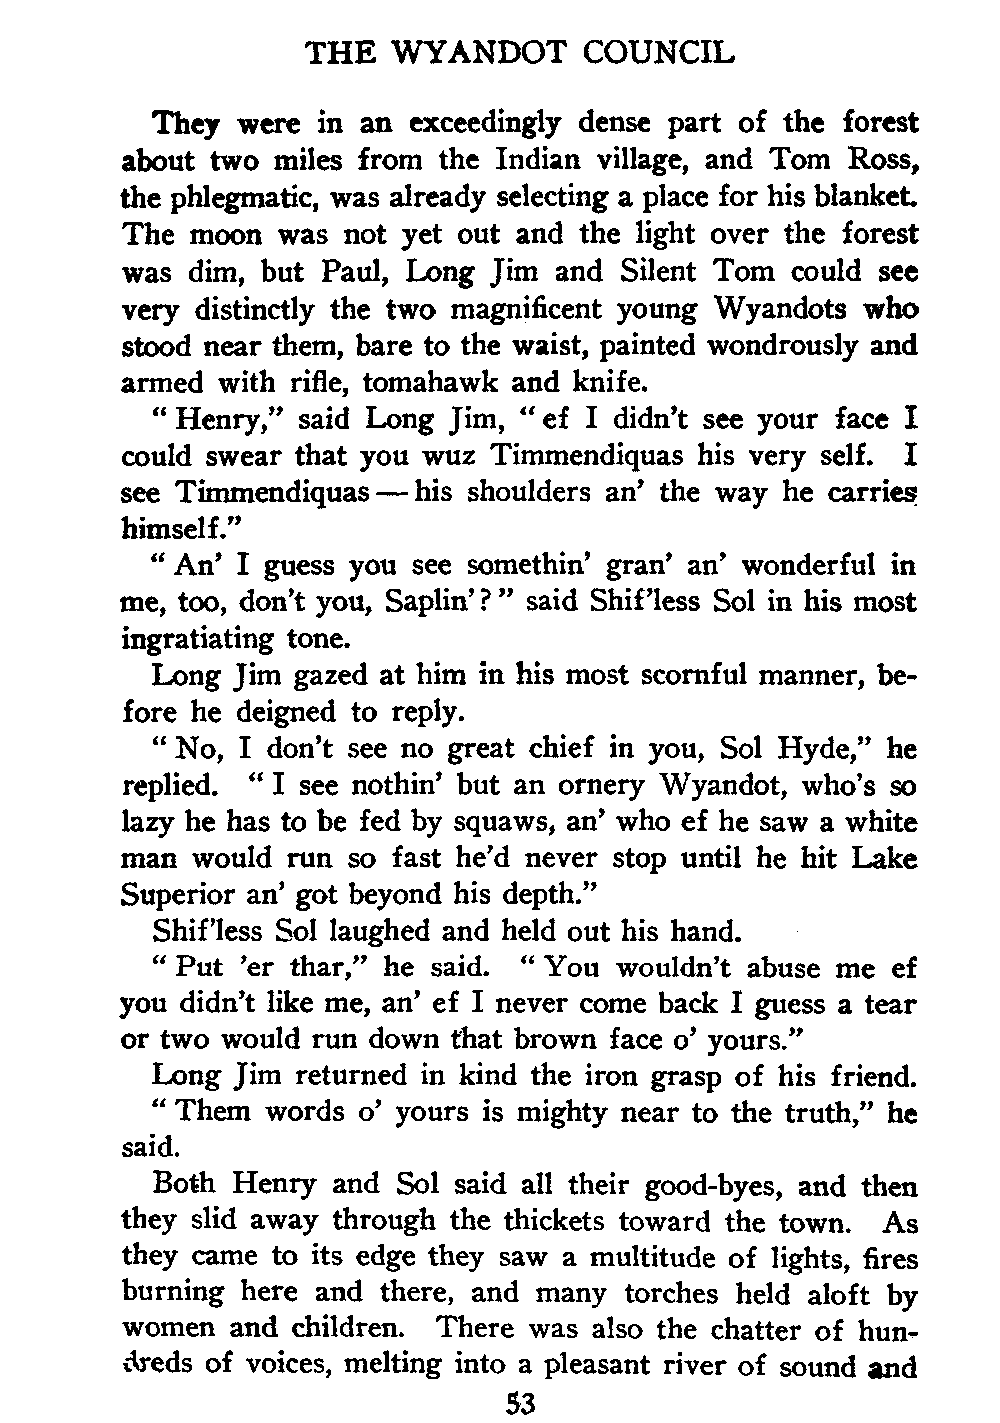 THE WYANDOT COUNCIL
They were in an exceedingly dense part of the forest
about two miles from the Indian village, and Tom Ross,
the phlegmatic, was already selecting a place for his blanket.
The moon was not yet out and the light over the forest
was dim, but Paul, Long Jim and Silent Tom could see
very distinctly the two magnificent young Wyandots who
stood near them, bare to the waist, painted wondrously and
armed with rifle, tomahawk and knife.
“ Henry,” said Long Jim, “ ef I didn’t see your face I
could swear that you wuz Timmendiquas his very self. I
see Timmendiquas — his shoulders an’ the way he carries
himself.”
“ An’ I guess you see somethin’ gran’ an’ wonderful in
me, too, don’t you, Saplin’? ” said Shif’less Sol in his most
ingratiating tone.
Long Jim gazed at him in his most scornful manner, be-
fore he deigned to reply.
“ No, I don’t see no great chief in you, Sol Hyde,” he
replied. “ I see nothin’ but an ornery Wyandot, who’s so
lazy he has to be fed by squaws, an’ who ef he saw a white
man would run so fast he’d never stop until he hit Lake
Superior an’ got beyond his depth.”
Shif’less Sol laughed and held out his hand.
“ Put ’er thar,” he said. “ You wouldn’t abuse me ef
you didn’t like me, an’ ef I never come back I guess a tear
or two would run down that brown face o’ yours.”
Long Jim returned in kind the iron grasp of his friend.
“ Them words o’ yours is mighty near to the truth,” he
said.
Both Henry and Sol said all their good-byes, and then
they slid away through the thickets toward the town. As
they came to its edge they saw a multitude of lights, fires
burning here and there, and many torches held aloft by
women and children. There was also the chatter of hun-
dreds of voices, melting into a pleasant river of sound and
53